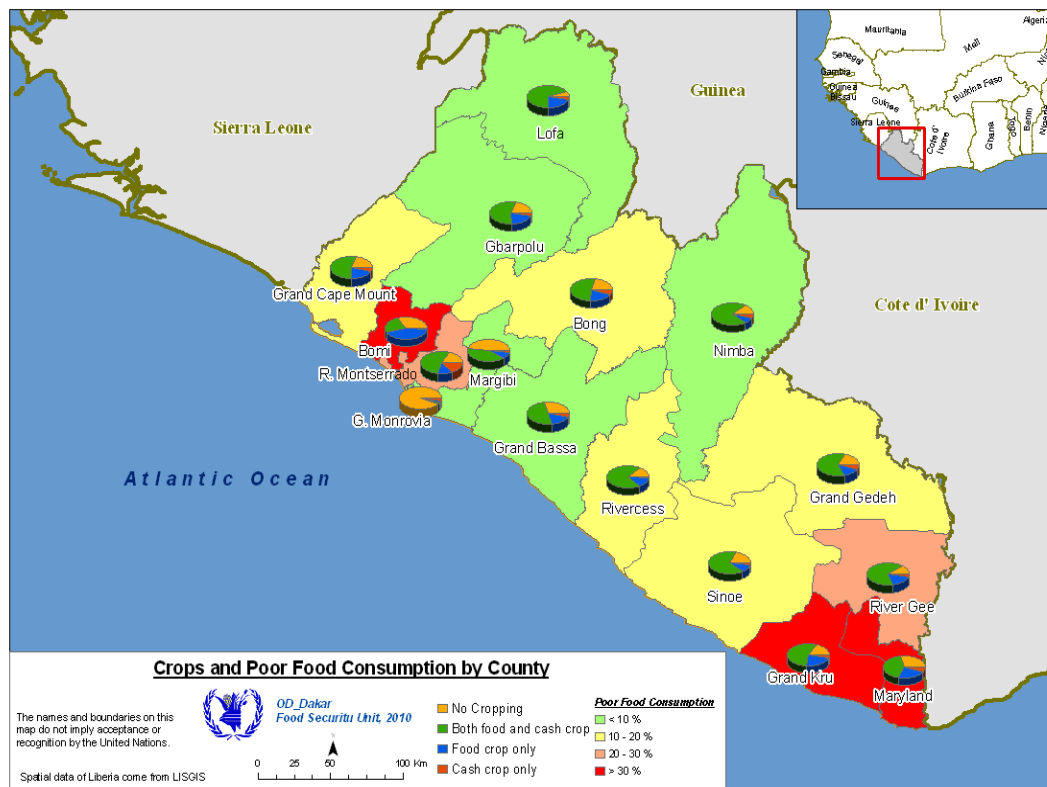 Mauritania
Algeria
Mali
Senegal
Gambia
Guinea
Bissau
Guinee
Burkina Faso
Sierra Leone
Cote d'
Ivoire
Ghana
Togo
Benin
Guinea
Sierra Leone
Lofa
Gbarpolu
Grand Cape Mount
Bong
Cote d' Ivoire
Nimba
Bomi
R. Montserrado
Margibi
G. Monrovia
Grand Bassa
Atlantic Ocean
Rivercess
Grand Gedeh
Sinoe
River Gee
Grand Kru
Maryland
Crops and Poor Food Consumption by County
OD_Dakar
Food Securitu Unit, 2010
The names and boundaries on this
map do not imply acceptance or
recognition by the United Nations.
Spatial data of Liberia come from LISGIS
0 25 50 100 Km
No Cropping
Both food and cash crop
Food crop only
Cash crop only
Poor Food Consumption
< 10 %
10 - 20 %
20 - 30 %
> 30 %